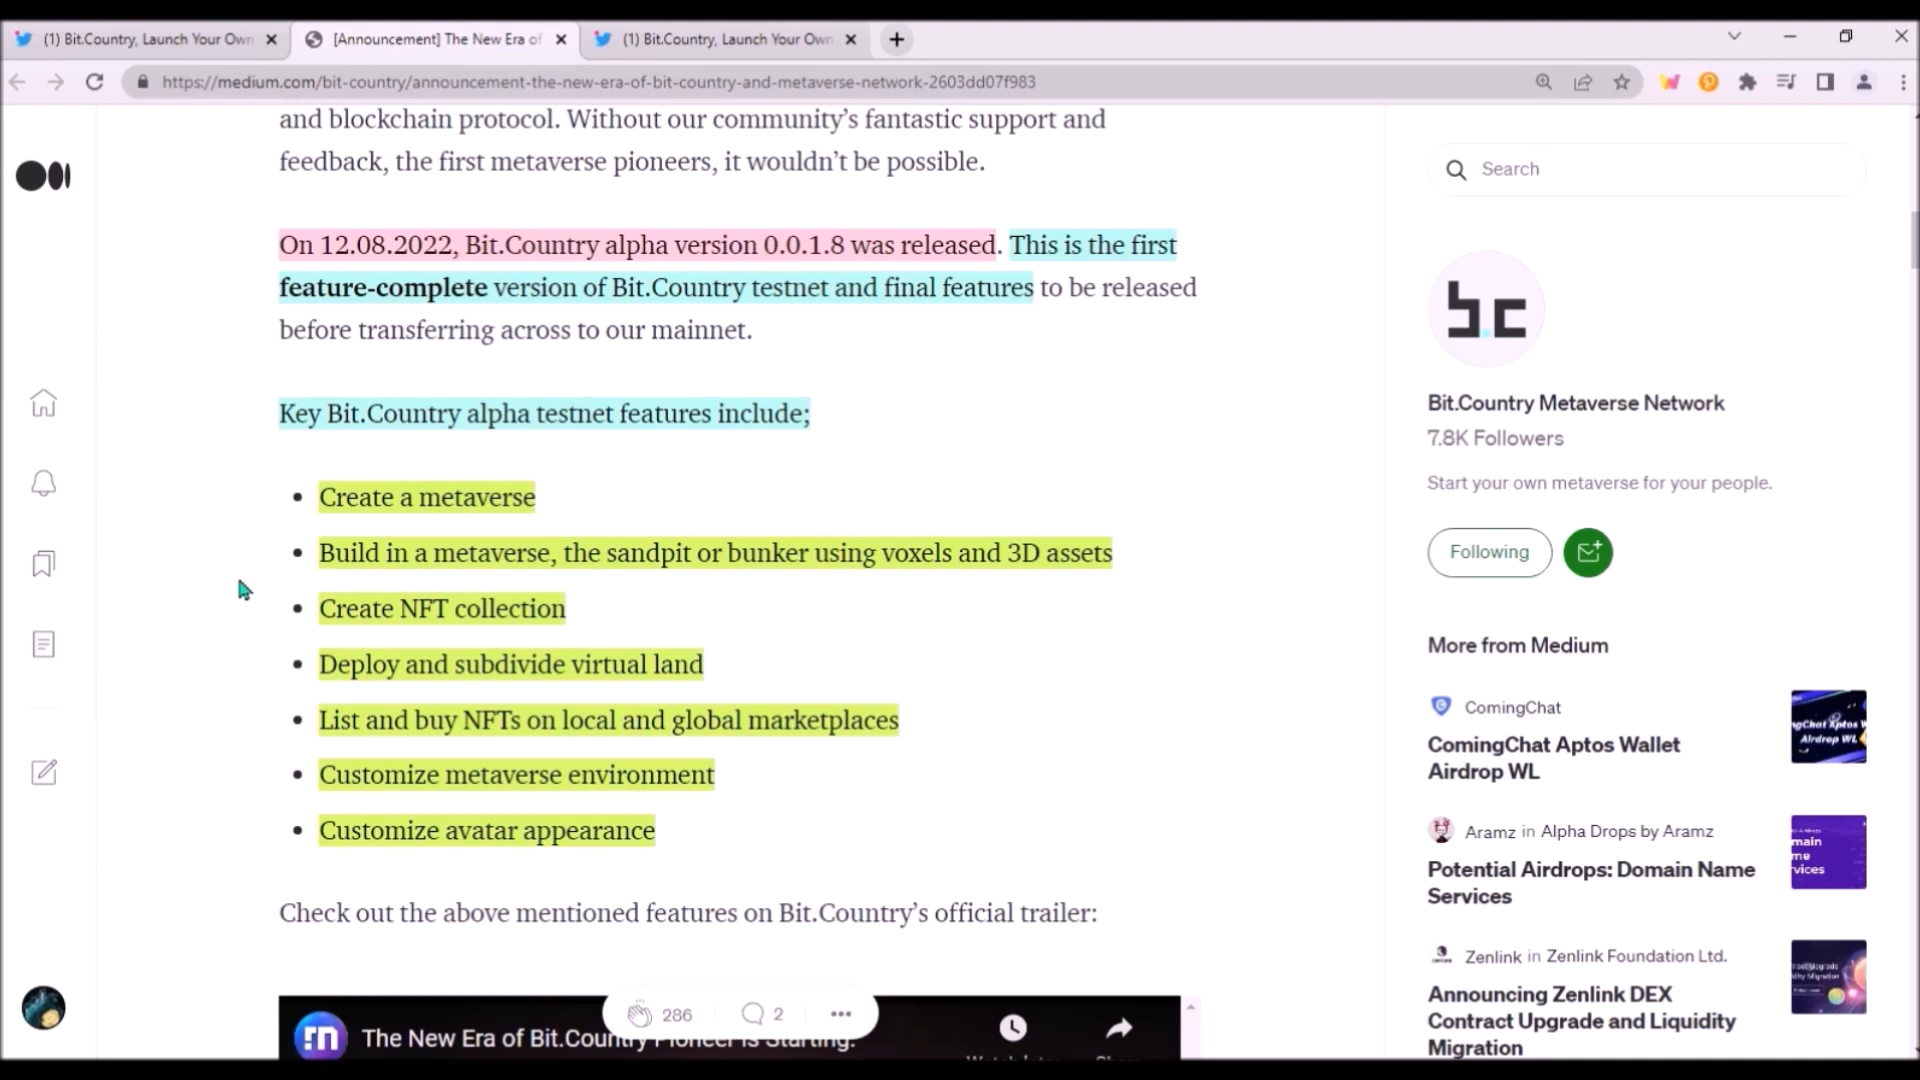 (1) Bit.Country, Launch Your Own
[Announcement] The New Era of
(1) Bit.Country, Launch Your Own
https://medium.com/bit-country/announcement-the-new-era-of-bit-country-and-metaverse-network-2603dd07f983
and blockchain protocol. Without our community’s fantastic support and
feedback, the first metaverse pioneers, it wouldn’t be possible.
On 12.08.2022, Bit.Country alpha version 0.0.1.8 was released. This is the first
feature-complete version of Bit.Country testnet and final features to be released
before transferring across to our mainnet.
Key Bit.Country alpha testnet features include;
• Create a metaverse
• Build in a metaverse, the sandpit or bunker using voxels and 3D assets
• Create NFT collection
• Deploy and subdivide virtual land
• List and buy NFTs on local and global marketplaces
• Customize metaverse environment
• Customize avatar appearance
Check out the above mentioned features on Bit.Country’s official trailer:
The New Era of Bit.Country Pioneer is Starting.
286
2
Search
b.c
Bit.Country Metaverse Network
7.8K Followers
Start your own metaverse for your people.
Following
More from Medium
ComingChat
ComingChat Aptos Wallet
Airdrop WL
Aramz in Alpha Drops by Aramz
Potential Airdrops: Domain Name
Services
Zenlink in Zenlink Foundation Ltd.
Announcing Zenlink DEX
Contract Upgrade and Liquidity
Migration